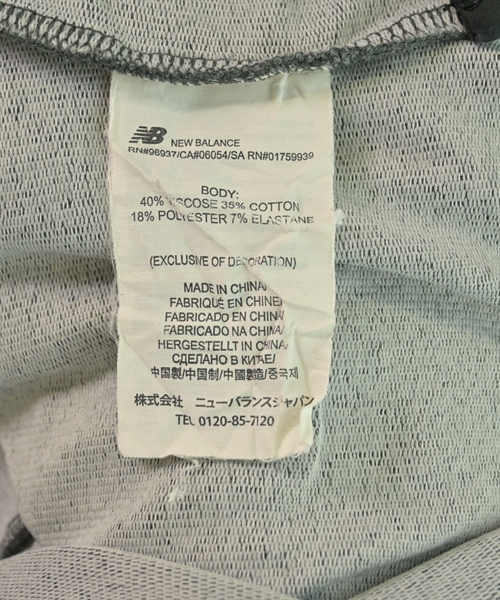 NB NEW BALANCE
RN#96937/CA#06054/SA RN#01759939
BODY:
40% VISCOSE 35% COTTON
18% POLYESTER 7% ELASTANE
(EXCLUSIVE OF DECORATION)
MADE IN CHINA/
FABRIQUÉ EN CHINE/
FABRICADO EN CHINA/
FABRICADO NA CHINA/
HERGESTELLT IN CHINA/
СДЕЛАНО В КИТАЕ/
中国製/中国制/中國製造/중국제
株式会社 ニューバランスジャパン
TEL 0120-85-7120